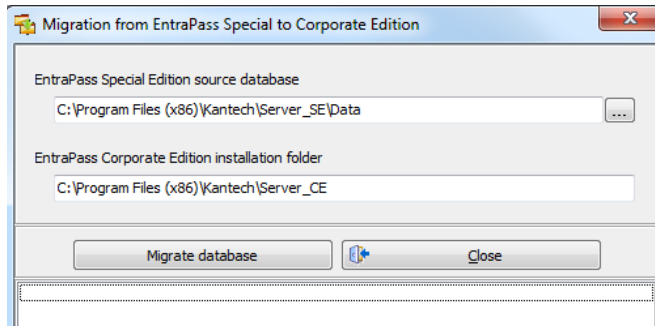 Migration from EntraPass Special to Corporate Edition
EntraPass Special Edition source database
C:\Program Files (x86)\Kantech\Server_SE\Data
...
EntraPass Corporate Edition installation folder
C:\Program Files (x86)\Kantech\Server_CE
Migrate database
Close